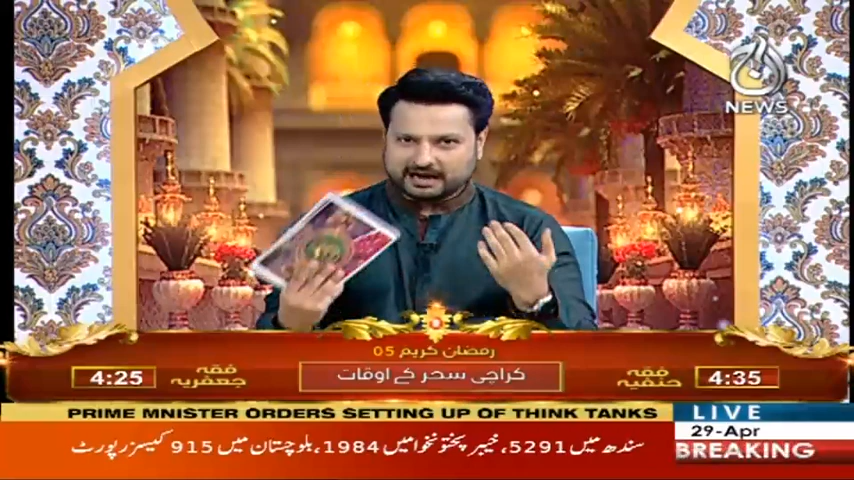 NEWS
رمضان کریم 05
4:25
فقہ جعفریہ
کراچی سحر کے اوقات
فقہ حنفیہ
4:35
PRIME MNISTER ORDERS SETTING UP OF THINK TANKS
LIVE
29-Apr
BREAKING
سندھ میں 5291، خیبرپختونخوا میں 1984، بلوچستان میں 915 کیسز رپورٹ